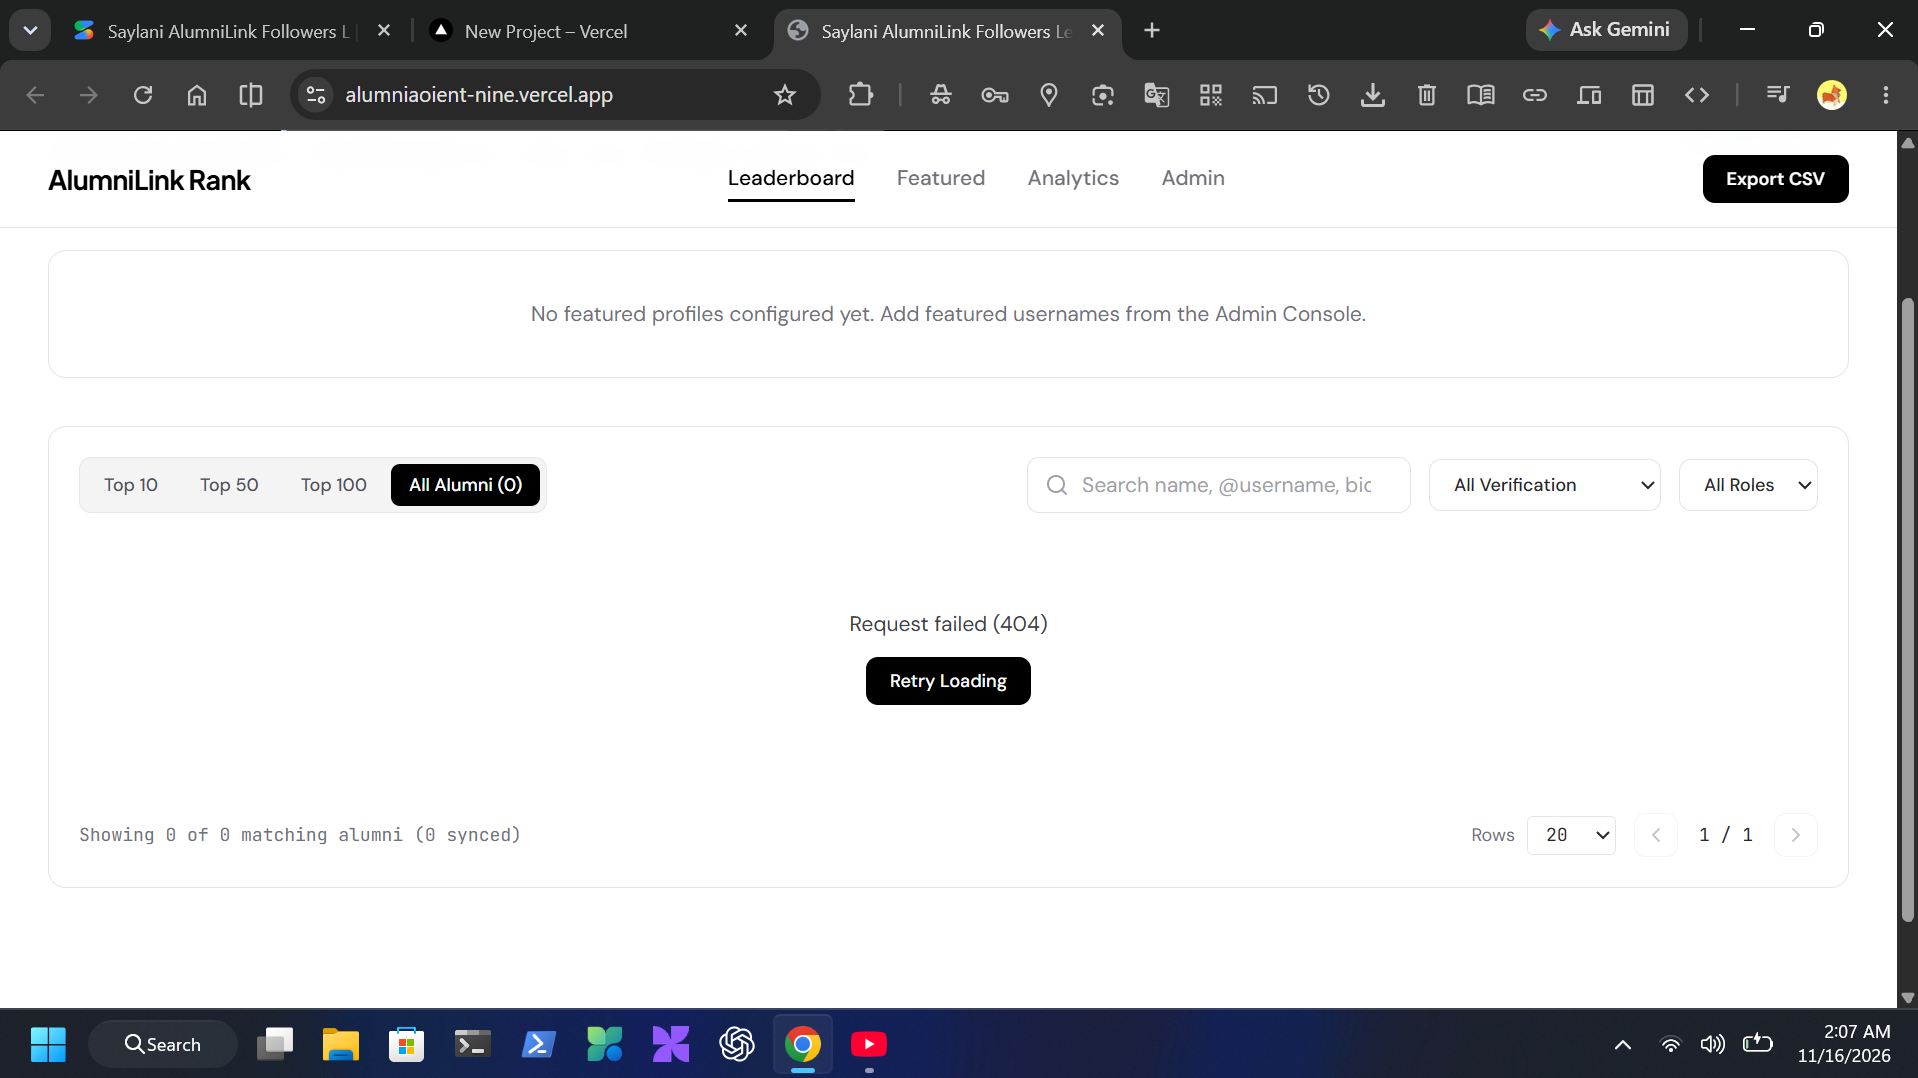 Saylani AlumniLink Followers L
New Project – Vercel
Saylani AlumniLink Followers Le
Ask Gemini
alumniaoient-nine.vercel.app
AlumniLink Rank
Leaderboard
Featured
Analytics
Admin
Export CSV
No featured profiles configured yet. Add featured usernames from the Admin Console.
Top 10
Top 50
Top 100
All Alumni (0)
Search name, @username, bio
All Verification
All Roles
Request failed (404)
Retry Loading
Showing 0 of 0 matching alumni (0 synced)
Rows
20
1 / 1
Search
2:07 AM
11/16/2026